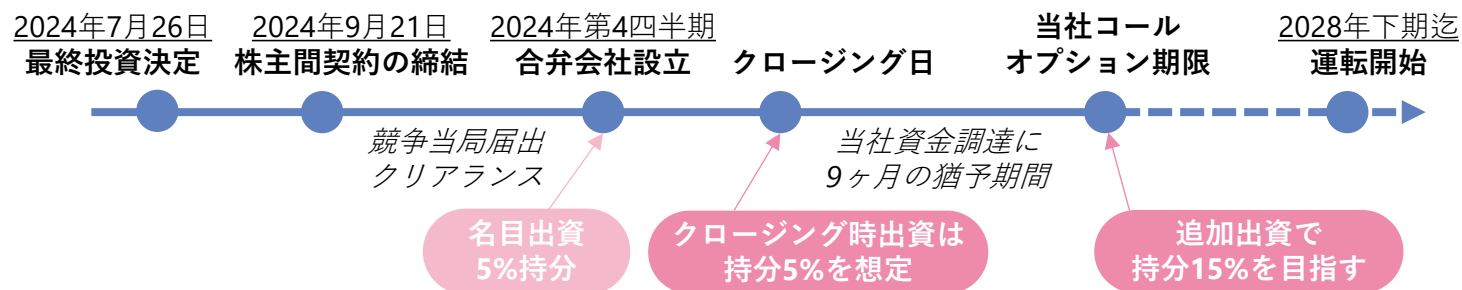 2024年7月26日
最終投資決定
2024年9月21日
株主間契約の締結
2024年第4四半期
合弁会社設立
クロージング日
当社コール
オプション期限
2028年下期迄
運転開始
競争当局届出
クリアランス
当社資金調達に
9ヶ月の猶予期間
名目出資
5%持分
クロージング時出資は
持分5%を想定
追加出資で
持分15%を目指す